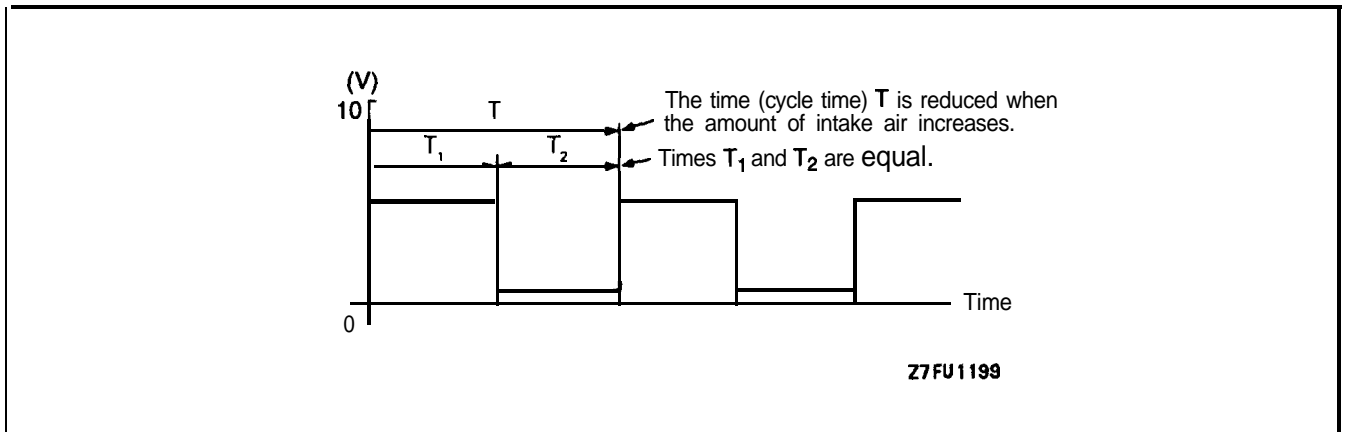 (V)
10
T
The time (cycle time) T is reduced when
the amount of intake air increases.
T₁ T₂
Times T₁ and T₂ are equal.
Time
0
Z7FU1199